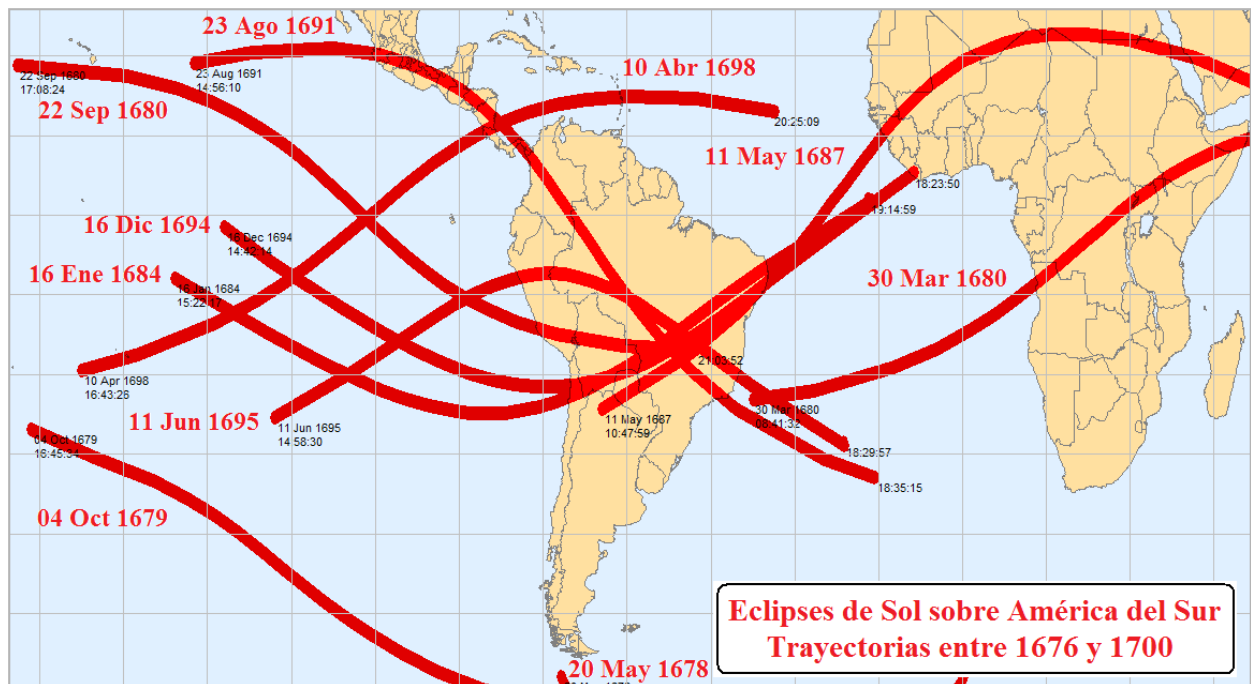 23 Ago 1691
22 Sep 1680
17:08:24
23 Aug 1691
14:56:10
10 Abr 1698
22 Sep 1680
20:25:09
11 May 1687
18:23:50
19:14:59
16 Dic 1694
16 Dec 1694
14:42:14
16 Ene 1684
16 Jan 1684
15:22:17
30 Mar 1680
21:03:52
10 Apr 1698
16:43:26
11 Jun 1695
11 Jun 1695
14:58:30
11 May 1687
10:47:59
30 Mar 1680
08:41:32
04 Oct 1679
16:45:34
18:29:57
18:35:15
04 Oct 1679
Eclipses de Sol sobre América del Sur
Trayectorias entre 1676 y 1700
20 May 1678